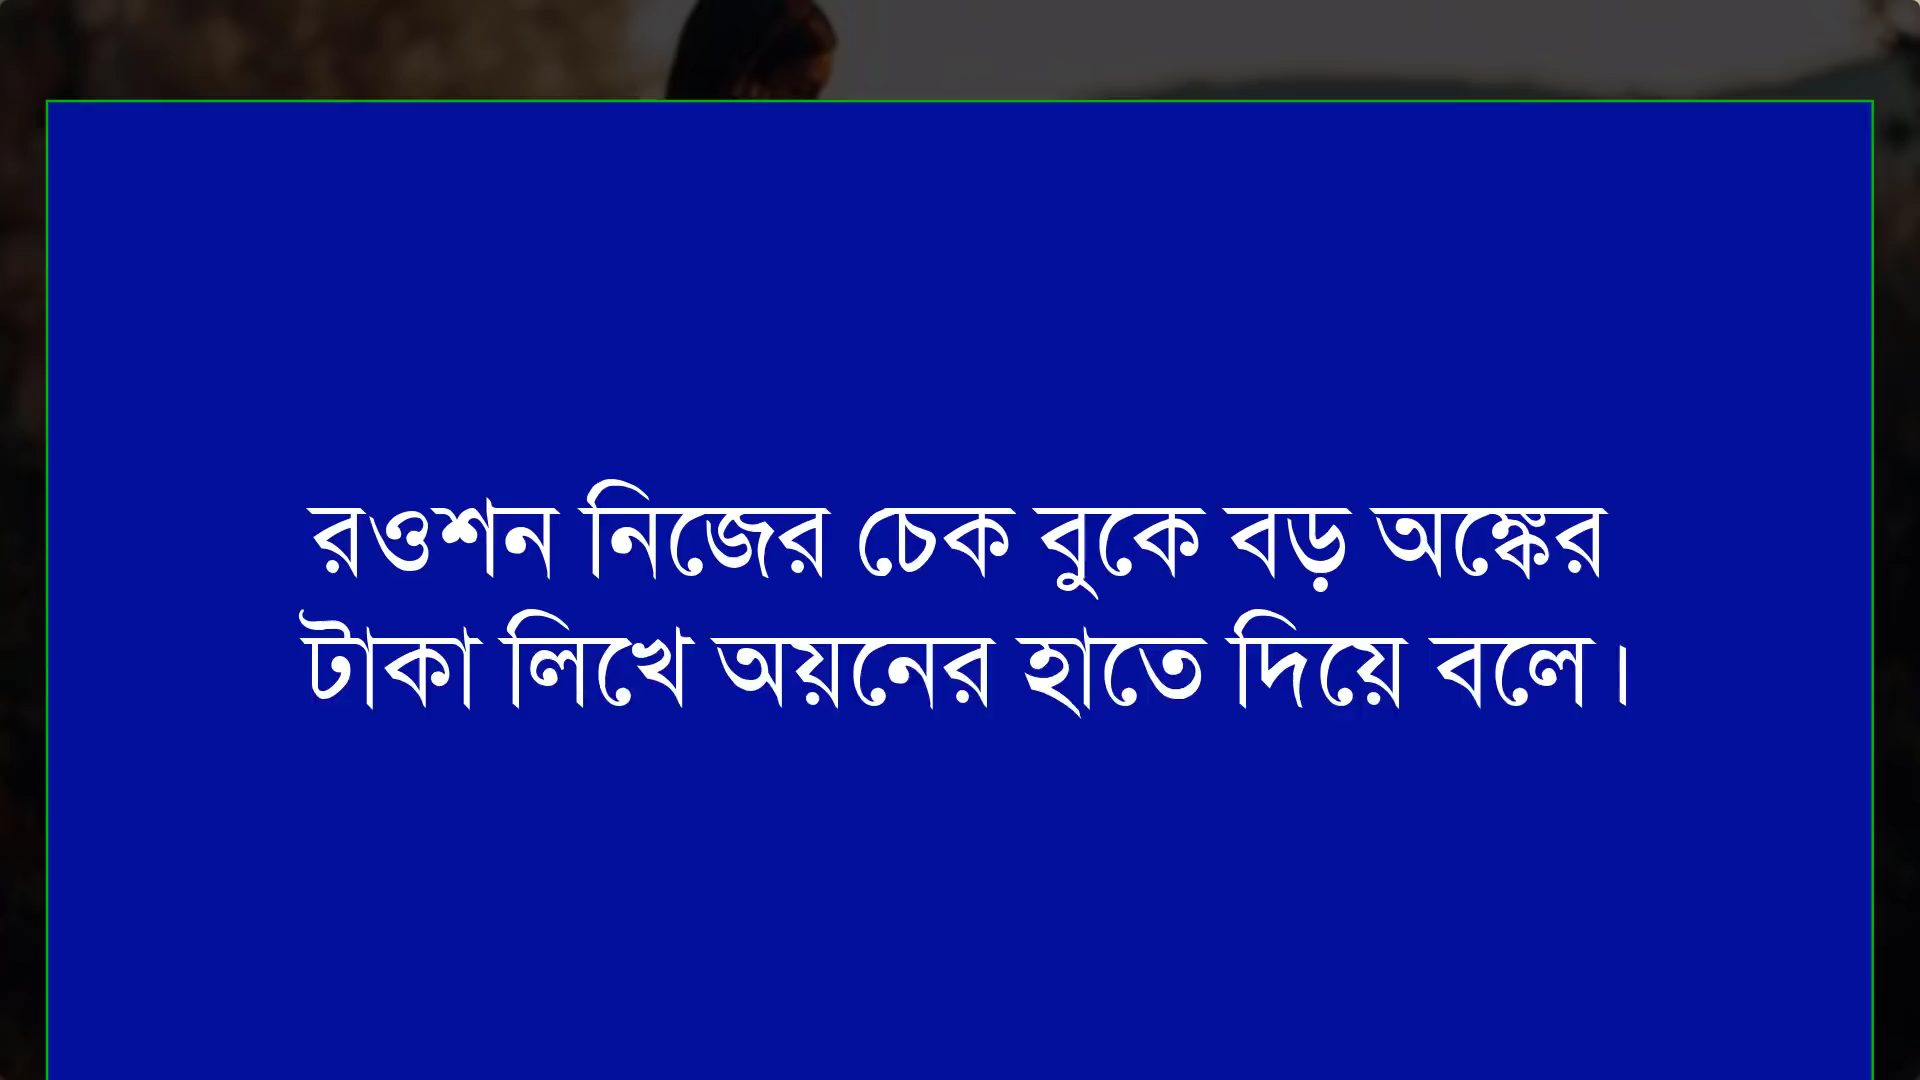 রওশন নিজের চেক বুকে বড় অঙ্কের
টাকা লিখে অয়নের হাতে দিয়ে বলে।